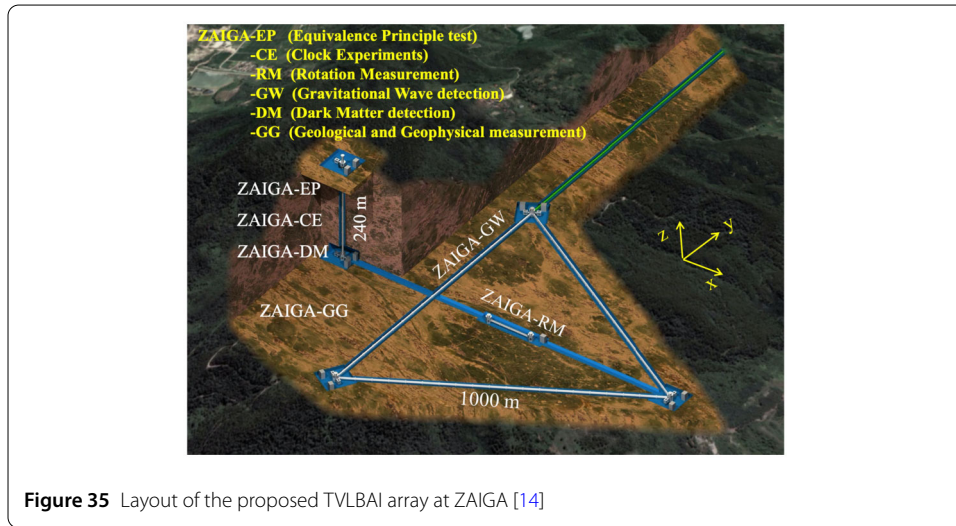 ZAIGA-EP (Equivalence Principle test)
-CE (Clock Experiments)
-RM (Rotation Measurement)
-GW (Gravitational Wave detection)
-DM (Dark Matter detection)
-GG (Geological and Geophysical measurement)
ZAIGA-EP
ZAIGA-CE
ZAIGA-DM
240 m
ZAIGA-GW
z
y
x
ZAIGA-GG
ZAIGA-RM
1000 m
Figure 35 Layout of the proposed TVLBAI array at ZAIGA [14]